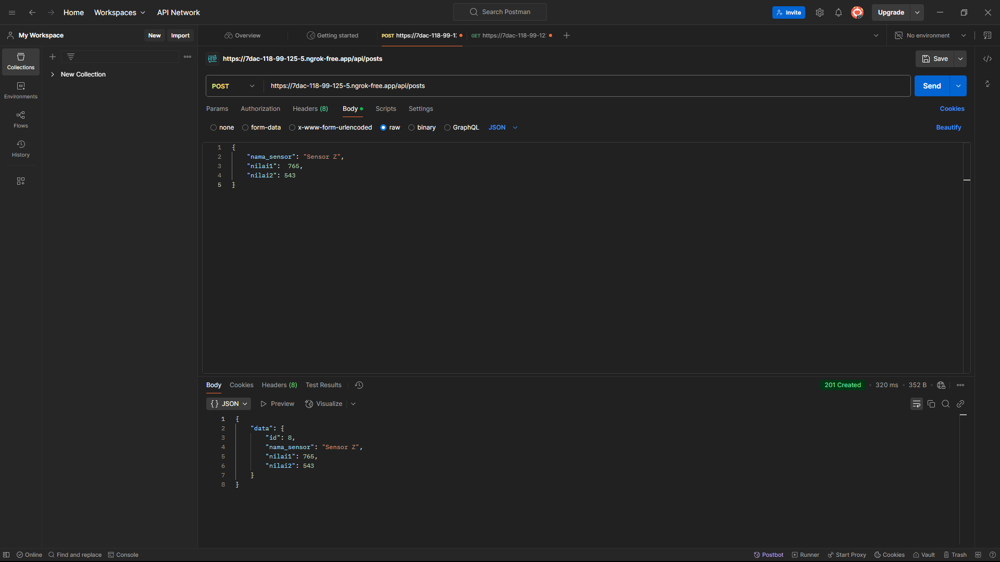 Home Workspaces API Network Search Postman Invite Upgrade
My Workspace New Import Overview Getting started POST https://7dac-118-99-1 GET https://7dac-118-99-12 No environment
Collections
New Collection
Environments
Flows
History
HTTP https://7dac-118-99-125-5.ngrok-free.app/api/posts Save
POST https://7dac-118-99-125-5.ngrok-free.app/api/posts Send
Params Authorization Headers (8) Body Scripts Settings Cookies
none form-data x-www-form-urlencoded raw binary GraphQL JSON Beautify
1 {
2 "nama_sensor": "Sensor Z",
3 "nilai1":  765,
4 "nilai2": 543
5 }
Body Cookies Headers (8) Test Results 201 Created • 320 ms • 352 B •
{} JSON Preview Visualize
1 {
2 "data": {
3 "id": 8,
4 "nama_sensor": "Sensor Z",
5 "nilai1": 765,
6 "nilai2": 543
7 }
8 }
Online Find and replace Console Postbot Runner Start Proxy Cookies Vault Trash